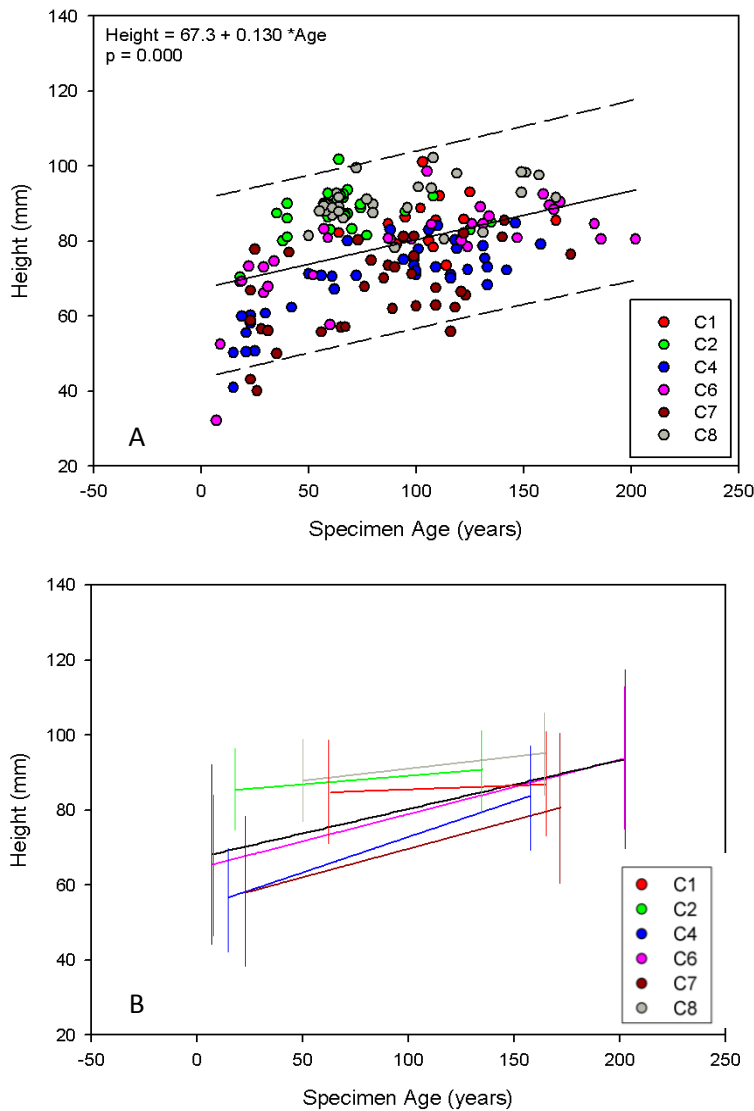 140
120
100
80
60
40
20
Height (mm)
Height = 67.3 + 0.130 *Age
p = 0.000
A
C1
C2
C4
C6
C7
C8
-50
0
50
100
150
200
250
Specimen Age (years)
140
120
100
80
60
40
20
Height (mm)
B
C1
C2
C4
C6
C7
C8
-50
0
50
100
150
200
250
Specimen Age (years)